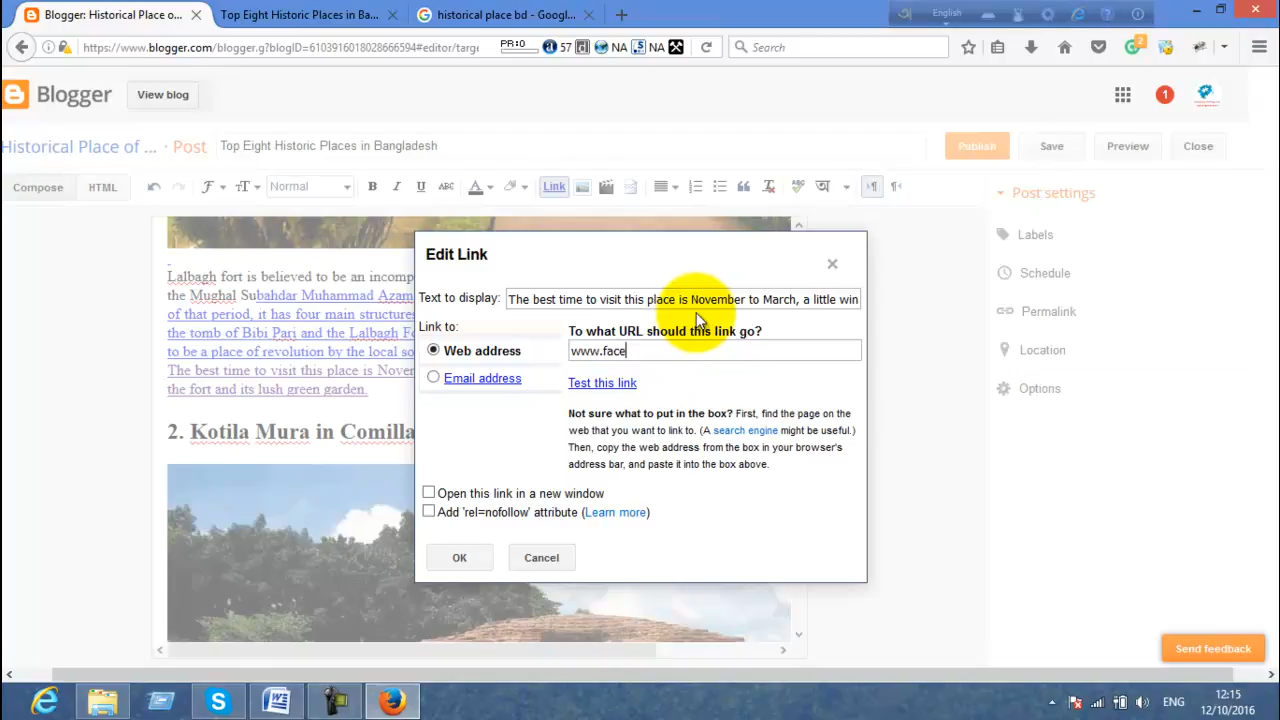 Blogger: Historical Place o...
Top Eight Historic Places in Ba...
historical place bd - Googl...
English
https://www.blogger.com/blogger.g?blogID=6103916018028666594#editor/targe
PR:0
57
NA
NA
Search
2
Blogger
View blog
1
Historical Place of ... · Post
Top Eight Historic Places in Bangladesh
Publish
Save
Preview
Close
Compose
HTML
Normal
Link
Post settings
Labels
Schedule
Permalink
Location
Options
Lalbagh fort is believed to be an incomp
the Mughal Subahdar Muhammad Azam
of that period, it has four main structures
the tomb of Bibi Pari and the Lalbagh Fo
to be a place of revolution by the local so
The best time to visit this place is Nover
the fort and its lush green garden.
2. Kotila Mura in Comilla
Edit Link
Text to display:
The best time to visit this place is November to March, a little win
Link to:
To what URL should this link go?
Web address
www.face
Email address
Test this link
Not sure what to put in the box? First, find the page on the
web that you want to link to. (A search engine might be useful.)
Then, copy the web address from the box in your browser's
address bar, and paste it into the box above.
Open this link in a new window
Add 'rel=nofollow' attribute (Learn more)
OK
Cancel
Send feedback
ENG
12:15
12/10/2016